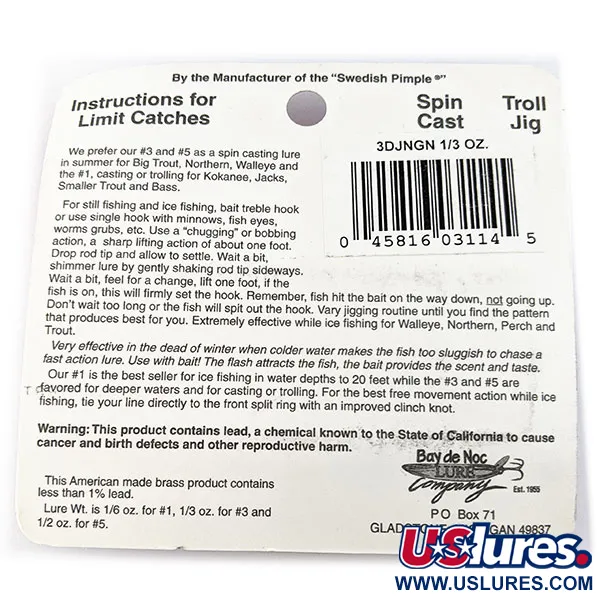 By the Manufacturer of the "Swedish Pimple ®"
Instructions for
Limit Catches
Spin Troll
Cast Jig
3DJNGN 1/3 OZ.
0 45816 03114 5
We prefer our #3 and #5 as a spin casting lure
in summer for Big Trout, Northern, Walleye and
the #1, casting or trolling for Kokanee, Jacks,
Smaller Trout and Bass.
For still fishing and ice fishing, bait treble hook
or use single hook with minnows, fish eyes,
worms grubs, etc. Use a "chugging" or bobbing
action, a sharp lifting action of about one foot.
Drop rod tip and allow to settle. Wait a bit,
shimmer lure by gently shaking rod tip sideways.
Wait a bit, feel for a change, lift one foot, if the
fish is on, this will firmly set the hook. Remember, fish hit the bait on the way down, not going up.
Don't wait too long or the fish will spit out the hook. Vary jigging routine until you find the pattern
that produces best for you. Extremely effective while ice fishing for Walleye, Northern, Perch and
Trout.
Very effective in the dead of winter when colder water makes the fish too sluggish to chase a
fast action lure. Use with bait! The flash attracts the fish, the bait provides the scent and taste.
Our #1 is the best seller for ice fishing in water depths to 20 feet while the #3 and #5 are
favored for deeper waters and for casting or trolling. For the best free movement action while ice
fishing, tie your line directly to the front split ring with an improved clinch knot.
Warning: This product contains lead, a chemical known to the State of California to cause
cancer and birth defects and other reproductive harm.
This American made brass product contains
less than 1% lead.
Lure Wt. is 1/6 oz. for #1, 1/3 oz. for #3 and
1/2 oz. for #5.
Bay de Noc
LURE
Company
Est. 1955
PO Box 71
49837
USlures.
WWW.USLURES.COM